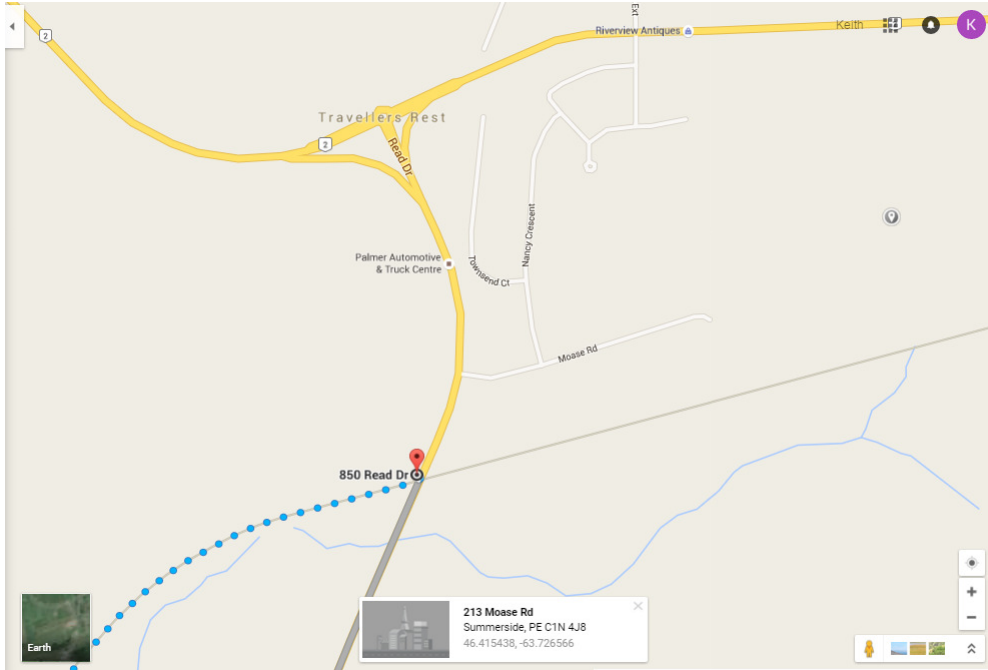 2
Ext
Riverview Antiques
Keith
K
Travellers Rest
2
Read Dr
Palmer Automotive
& Truck Centre
Townsend Ct
Nancy Crescent
Moase Rd
850 Read Dr
213 Moase Rd
Summerside, PE C1N 4J8
46.415438, -63.726566
Earth